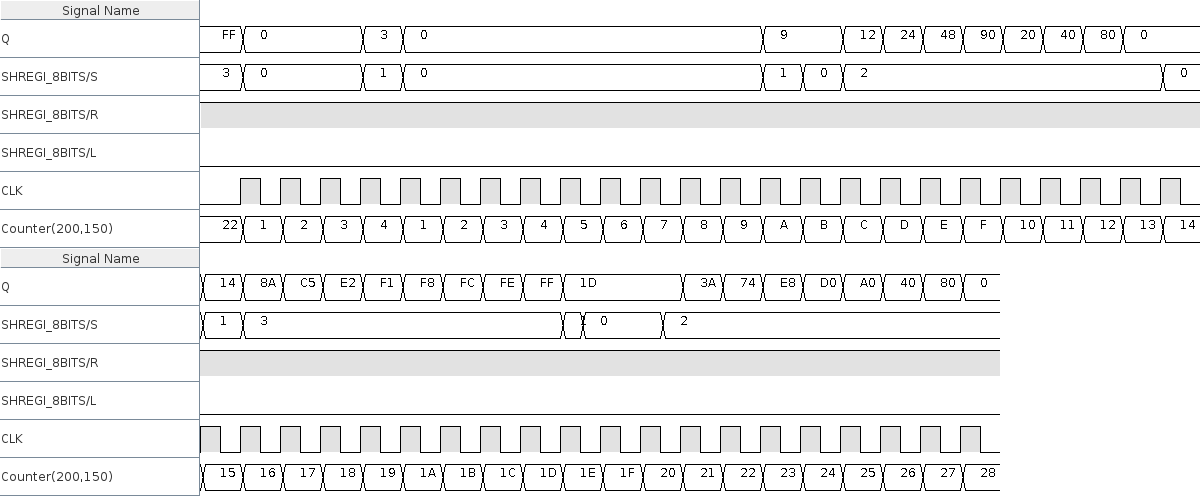 Signal Name
Q FF 0 3 0 9 12 24 48 90 20 40 80 0
SHREGI_8BITS/S 3 0 1 0 1 0 2 0
SHREGI_8BITS/R
SHREGI_8BITS/L
CLK
Counter(200,150) 22 1 2 3 4 1 2 3 4 5 6 7 8 9 A B C D E F 10 11 12 13 14
Signal Name
Q 14 8A C5 E2 F1 F8 FC FE FF 1D 3A 74 E8 D0 A0 40 80 0
SHREGI_8BITS/S 1 3 1 0 2
SHREGI_8BITS/R
SHREGI_8BITS/L
CLK
Counter(200,150) 15 16 17 18 19 1A 1B 1C 1D 1E 1F 20 21 22 23 24 25 26 27 28